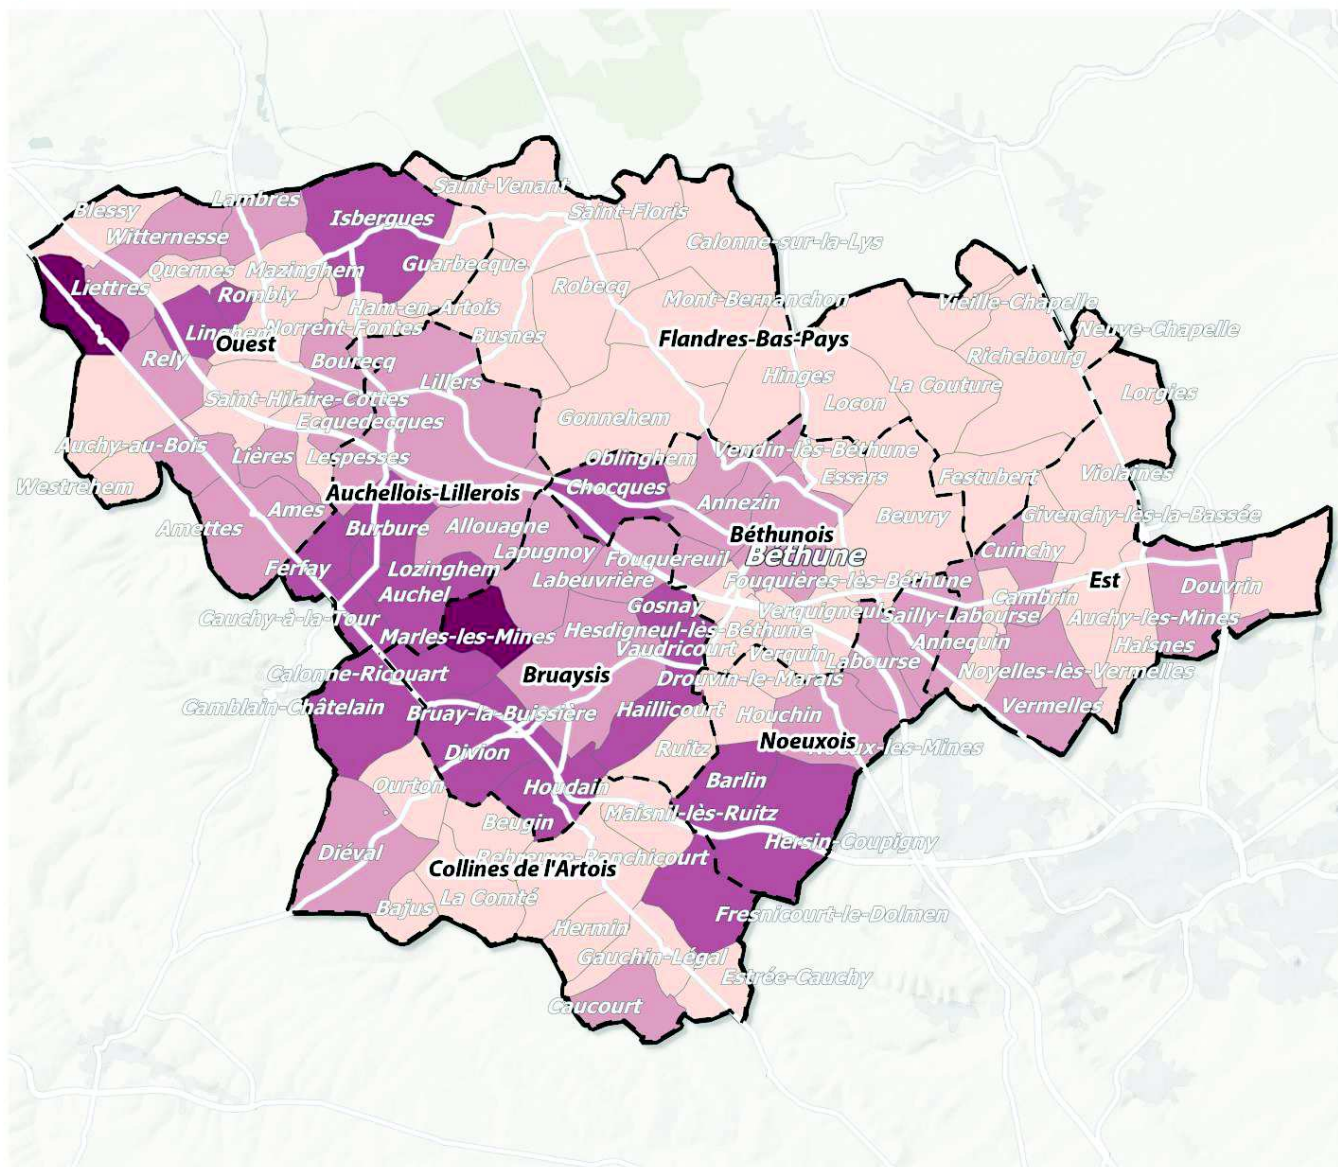 Saint-Venant
Blessy
Lambres
Isbergues
Saint-Floris
Witternesse
Calonne-sur-la-Lys
Guarbecque
Quernes
Mazinghem
Liettres
Rombly
Robecq
Mont-Bernanchon
Ham-en-Artois
Vieille-Chapelle
Linghem
Norrent-Fontes
Busnes
Neuve-Chapelle
Ouest
Flandres-Bas-Pays
Rely
Bourecq
Richebourg
Lillers
Hinges
La Couture
Lorgies
Saint-Hilaire-Cottes
Locon
Ecquedecques
Gonnehem
Auchy-au-Bois
Lières
Lespesses
Oblinghem
Vendin-lès-Béthune
Westrehem
Chocques
Essars
Festubert
Violaines
Auchellois-Lillerois
Annezin
Ames
Beuvry
Givenchy-lès-la-Bassée
Amettes
Burbure
Allouagne
Béthunois
Lapugnoy
Fouquereuil
Béthune
Cuinchy
Ferfay
Lozinghem
Labeuvrière
Fouquières-lès-Béthune
Est
Douvrin
Auchel
Gosnay
Cambrin
Cauchy-à-la-Tour
Verquigneul
Sailly-Labourse
Auchy-les-Mines
Marles-les-Mines
Hesdigneul-lès-Béthune
Annequin
Haisnes
Vaudricourt
Verquin
Labourse
Calonne-Ricouart
Bruaysis
Drouvin-le-Marais
Noyelles-lès-Vermelles
Camblain-Châtelain
Bruay-la-Buissière
Haillicourt
Houchin
Vermelles
Divion
Ruitz
Noeuxois
Noeux-les-Mines
Ourton
Houdain
Barlin
Beugin
Maisnil-lès-Ruitz
Diéval
Rebreuve-Ranchicourt
Hersin-Coupigny
Collines de l'Artois
Bajus
La Comté
Fresnicourt-le-Dolmen
Hermin
Gauchin-Légal
Estrée-Cauchy
Caucourt